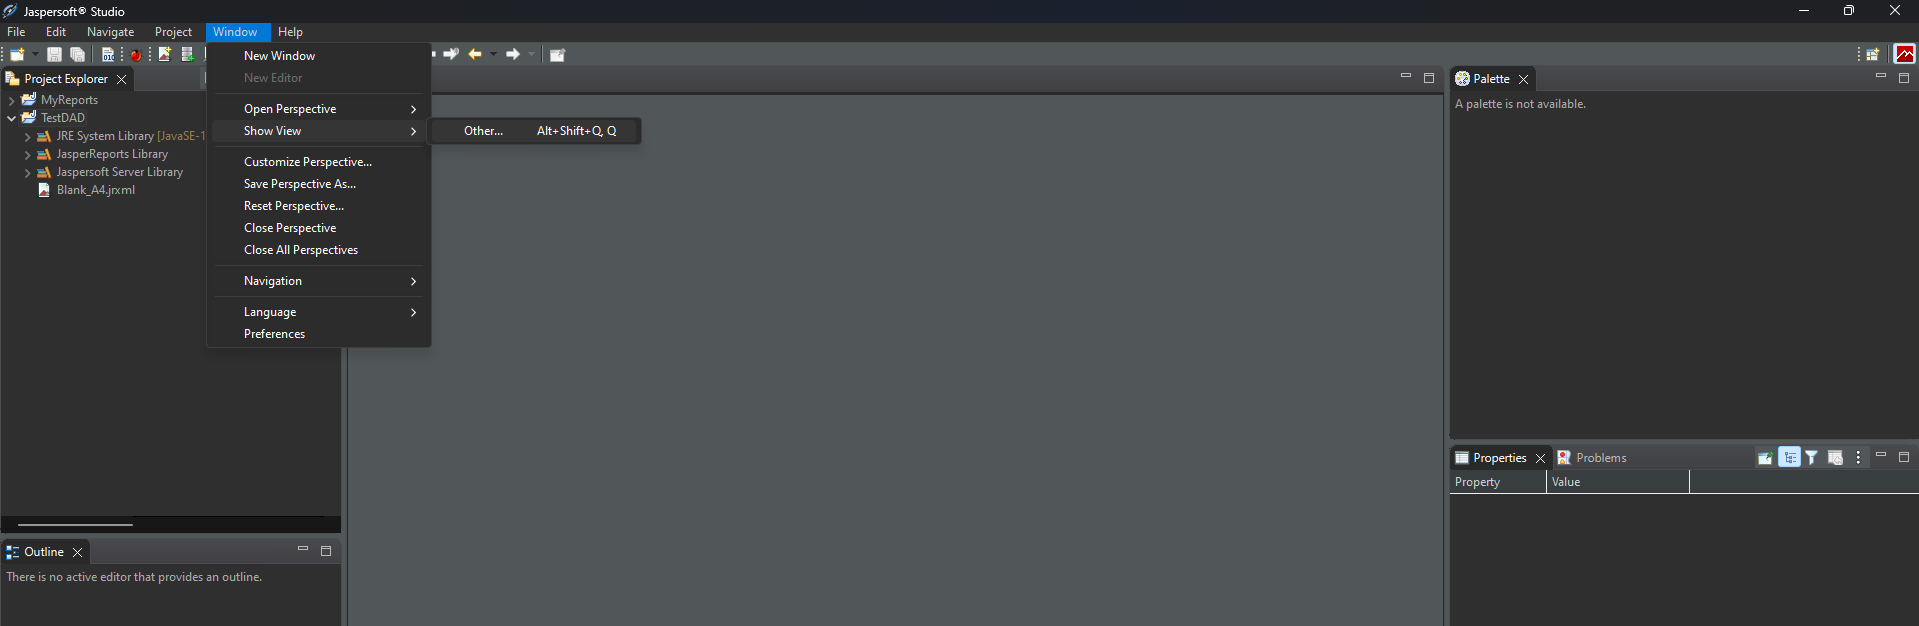 Jaspersoft® Studio
File Edit Navigate Project Window Help
New Window
New Editor
Open Perspective
Show View
Other... Alt+Shift+Q, Q
Customize Perspective...
Save Perspective As...
Reset Perspective...
Close Perspective
Close All Perspectives
Navigation
Language
Preferences
Project Explorer
MyReports
TestDAD
JRE System Library [JavaSE-1
JasperReports Library
Jaspersoft Server Library
Blank_A4.jrxml
Outline
There is no active editor that provides an outline.
Palette
A palette is not available.
Properties Problems
Property Value